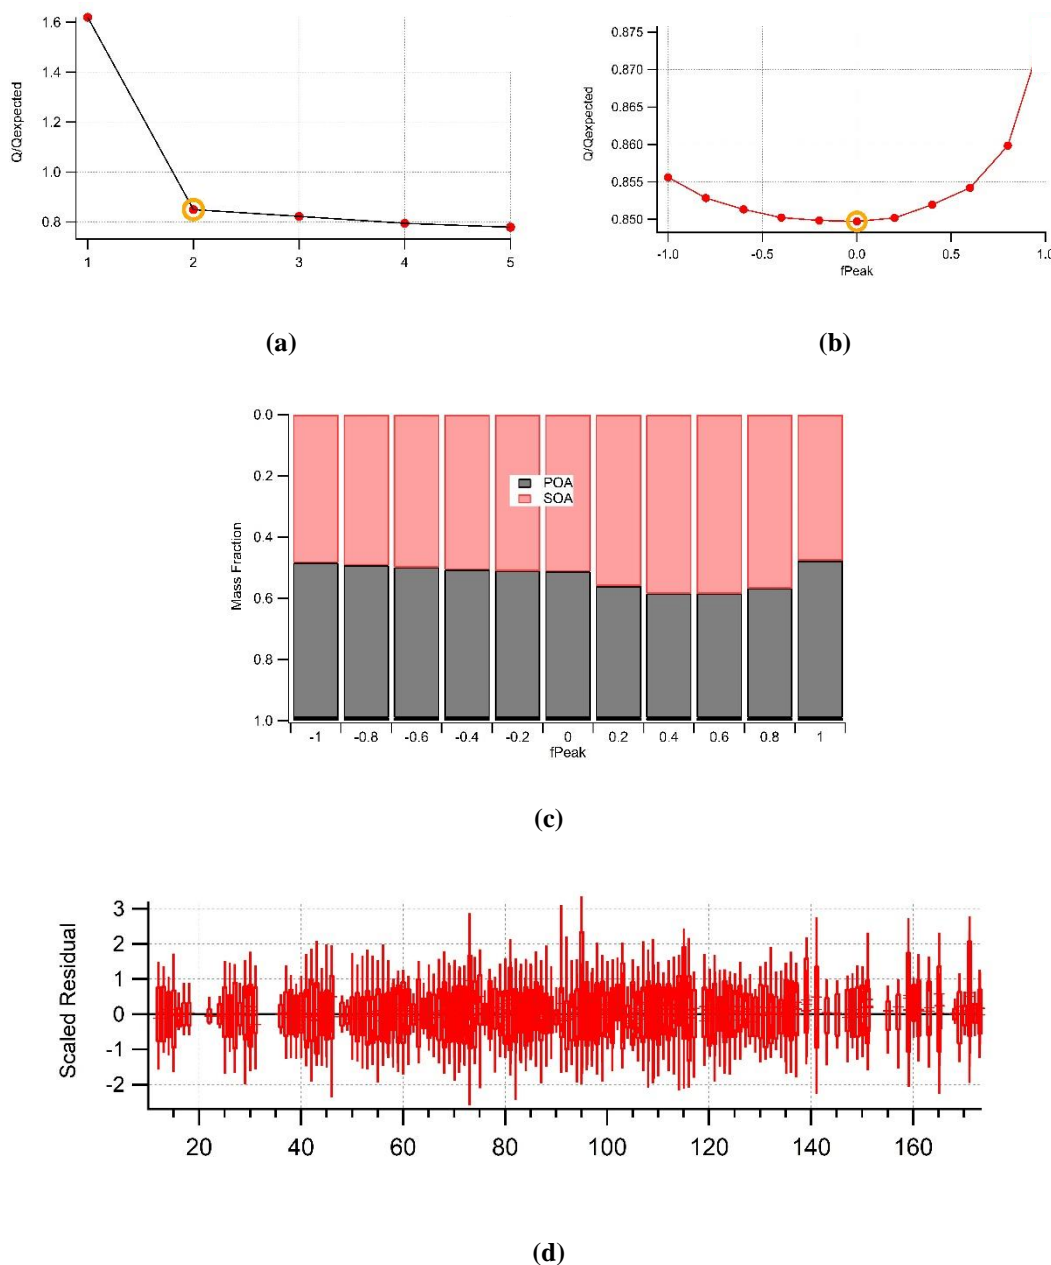 1.6
1.4
1.2
1.0
0.8
Q/Qexpected
1 2 3 4 5
0.875
0.870
0.865
0.860
0.855
0.850
Q/Qexpected
-1.0 -0.5 0.0 0.5 1.0
fPeak
(a) (b)
0.0
0.2
0.4
0.6
0.8
1.0
Mass Fraction
POA
SOA
-1 -0.8 -0.6 -0.4 -0.2 0 0.2 0.4 0.6 0.8 1
fPeak
(c)
3
2
1
0
-1
-2
Scaled Residual
20 40 60 80 100 120 140 160
(d)